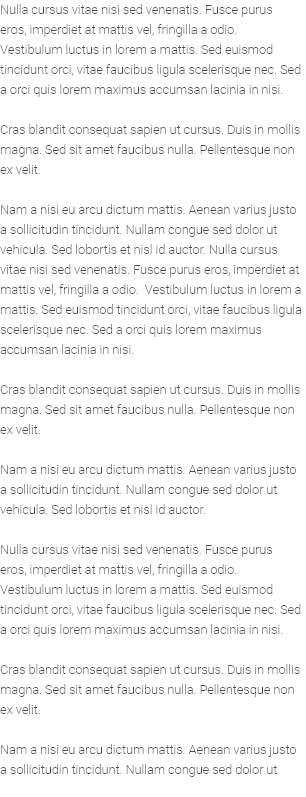 Nulla cursus vitae nisi sed venenatis. Fusce purus
eros, imperdiet at mattis vel, fringilla a odio.
Vestibulum luctus in lorem a mattis. Sed euismod
tincidunt orci, vitae faucibus ligula scelerisque nec. Sed
a orci quis lorem maximus accumsan lacinia in nisi.
Cras blandit consequat sapien ut cursus. Duis in mollis
magna. Sed sit amet faucibus nulla. Pellentesque non
ex velit.
Nam a nisi eu arcu dictum mattis. Aenean varius justo
a sollicitudin tincidunt. Nullam congue sed dolor ut
vehicula. Sed lobortis et nisl id auctor. Nulla cursus
vitae nisi sed venenatis. Fusce purus eros, imperdiet at
mattis vel, fringilla a odio.  Vestibulum luctus in lorem a
mattis. Sed euismod tincidunt orci, vitae faucibus ligula
scelerisque nec. Sed a orci quis lorem maximus
accumsan lacinia in nisi.
Cras blandit consequat sapien ut cursus. Duis in mollis
magna. Sed sit amet faucibus nulla. Pellentesque non
ex velit.
Nam a nisi eu arcu dictum mattis. Aenean varius justo
a sollicitudin tincidunt. Nullam congue sed dolor ut
vehicula. Sed lobortis et nisl id auctor.
Nulla cursus vitae nisi sed venenatis. Fusce purus
eros, imperdiet at mattis vel, fringilla a odio.
Vestibulum luctus in lorem a mattis. Sed euismod
tincidunt orci, vitae faucibus ligula scelerisque nec. Sed
a orci quis lorem maximus accumsan lacinia in nisi.
Cras blandit consequat sapien ut cursus. Duis in mollis
magna. Sed sit amet faucibus nulla. Pellentesque non
ex velit.
Nam a nisi eu arcu dictum mattis. Aenean varius justo
a sollicitudin tincidunt. Nullam congue sed dolor ut